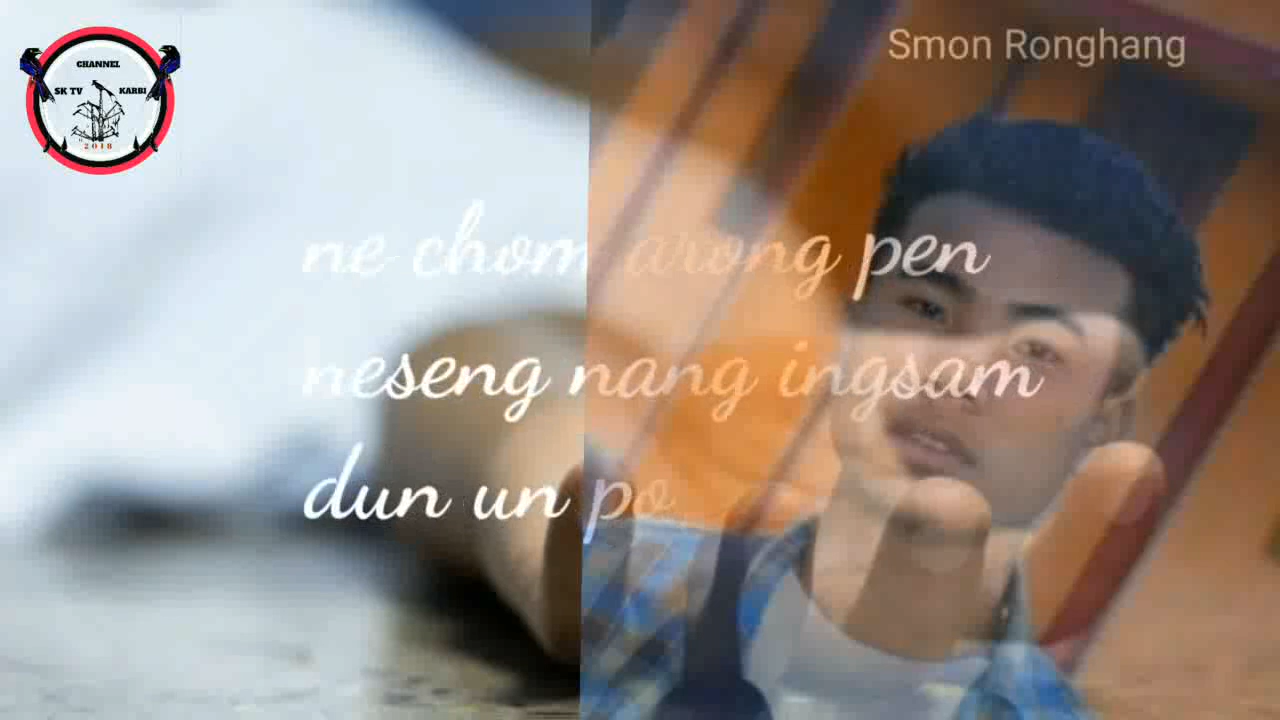 CHANNEL
SK TV KARBI
2018
Smon Ronghang
ne chom arong pen
neseng nang ingsam
dun un po